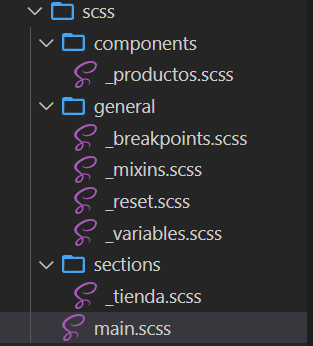 scss
components
_productos.scss
general
_breakpoints.scss
_mixins.scss
_reset.scss
_variables.scss
sections
_tienda.scss
main.scss